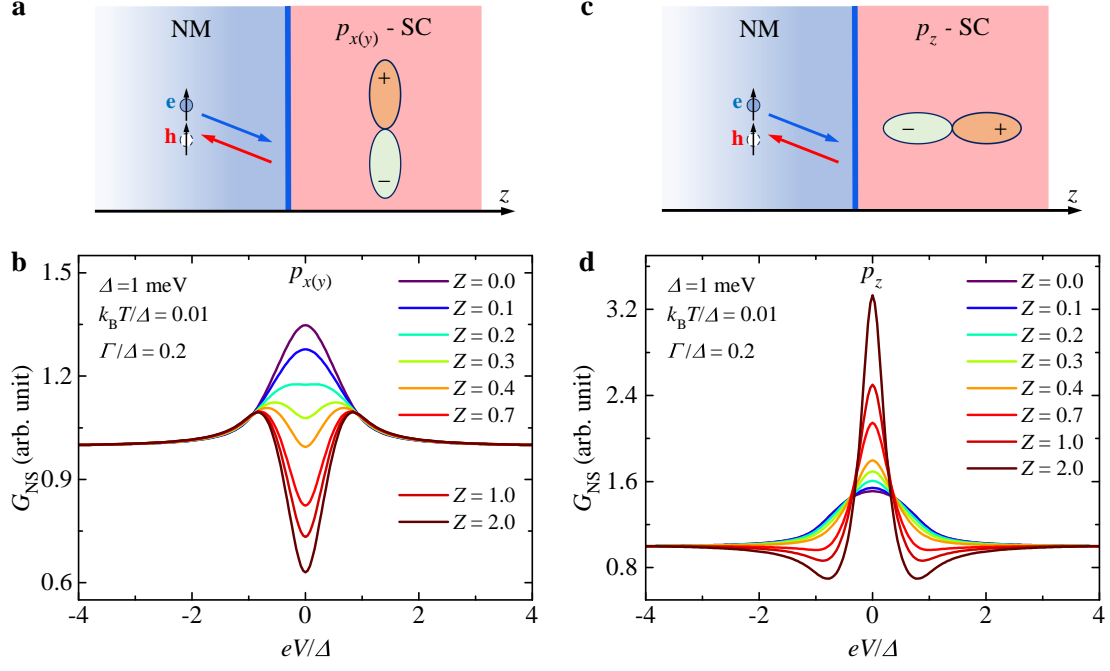 a
NM
pₓ₍y₎ - SC
+
e
h
−
z
b
pₓ₍y₎
Δ=1 meV
k_BT/Δ = 0.01
Γ/Δ = 0.2
Z = 0.0
Z = 0.1
Z = 0.2
Z = 0.3
Z = 0.4
Z = 0.7
Z = 1.0
Z = 2.0
G_NS (arb. unit)
1.5
1.2
0.9
0.6
-4 -2 0 2 4
eV/Δ
c
NM
p_z - SC
e
h
− +
z
d
p_z
Δ=1 meV
k_BT/Δ = 0.01
Γ/Δ = 0.2
Z = 0.0
Z = 0.1
Z = 0.2
Z = 0.3
Z = 0.4
Z = 0.7
Z = 1.0
Z = 2.0
G_NS (arb. unit)
3.2
2.4
1.6
0.8
-4 -2 0 2 4
eV/Δ